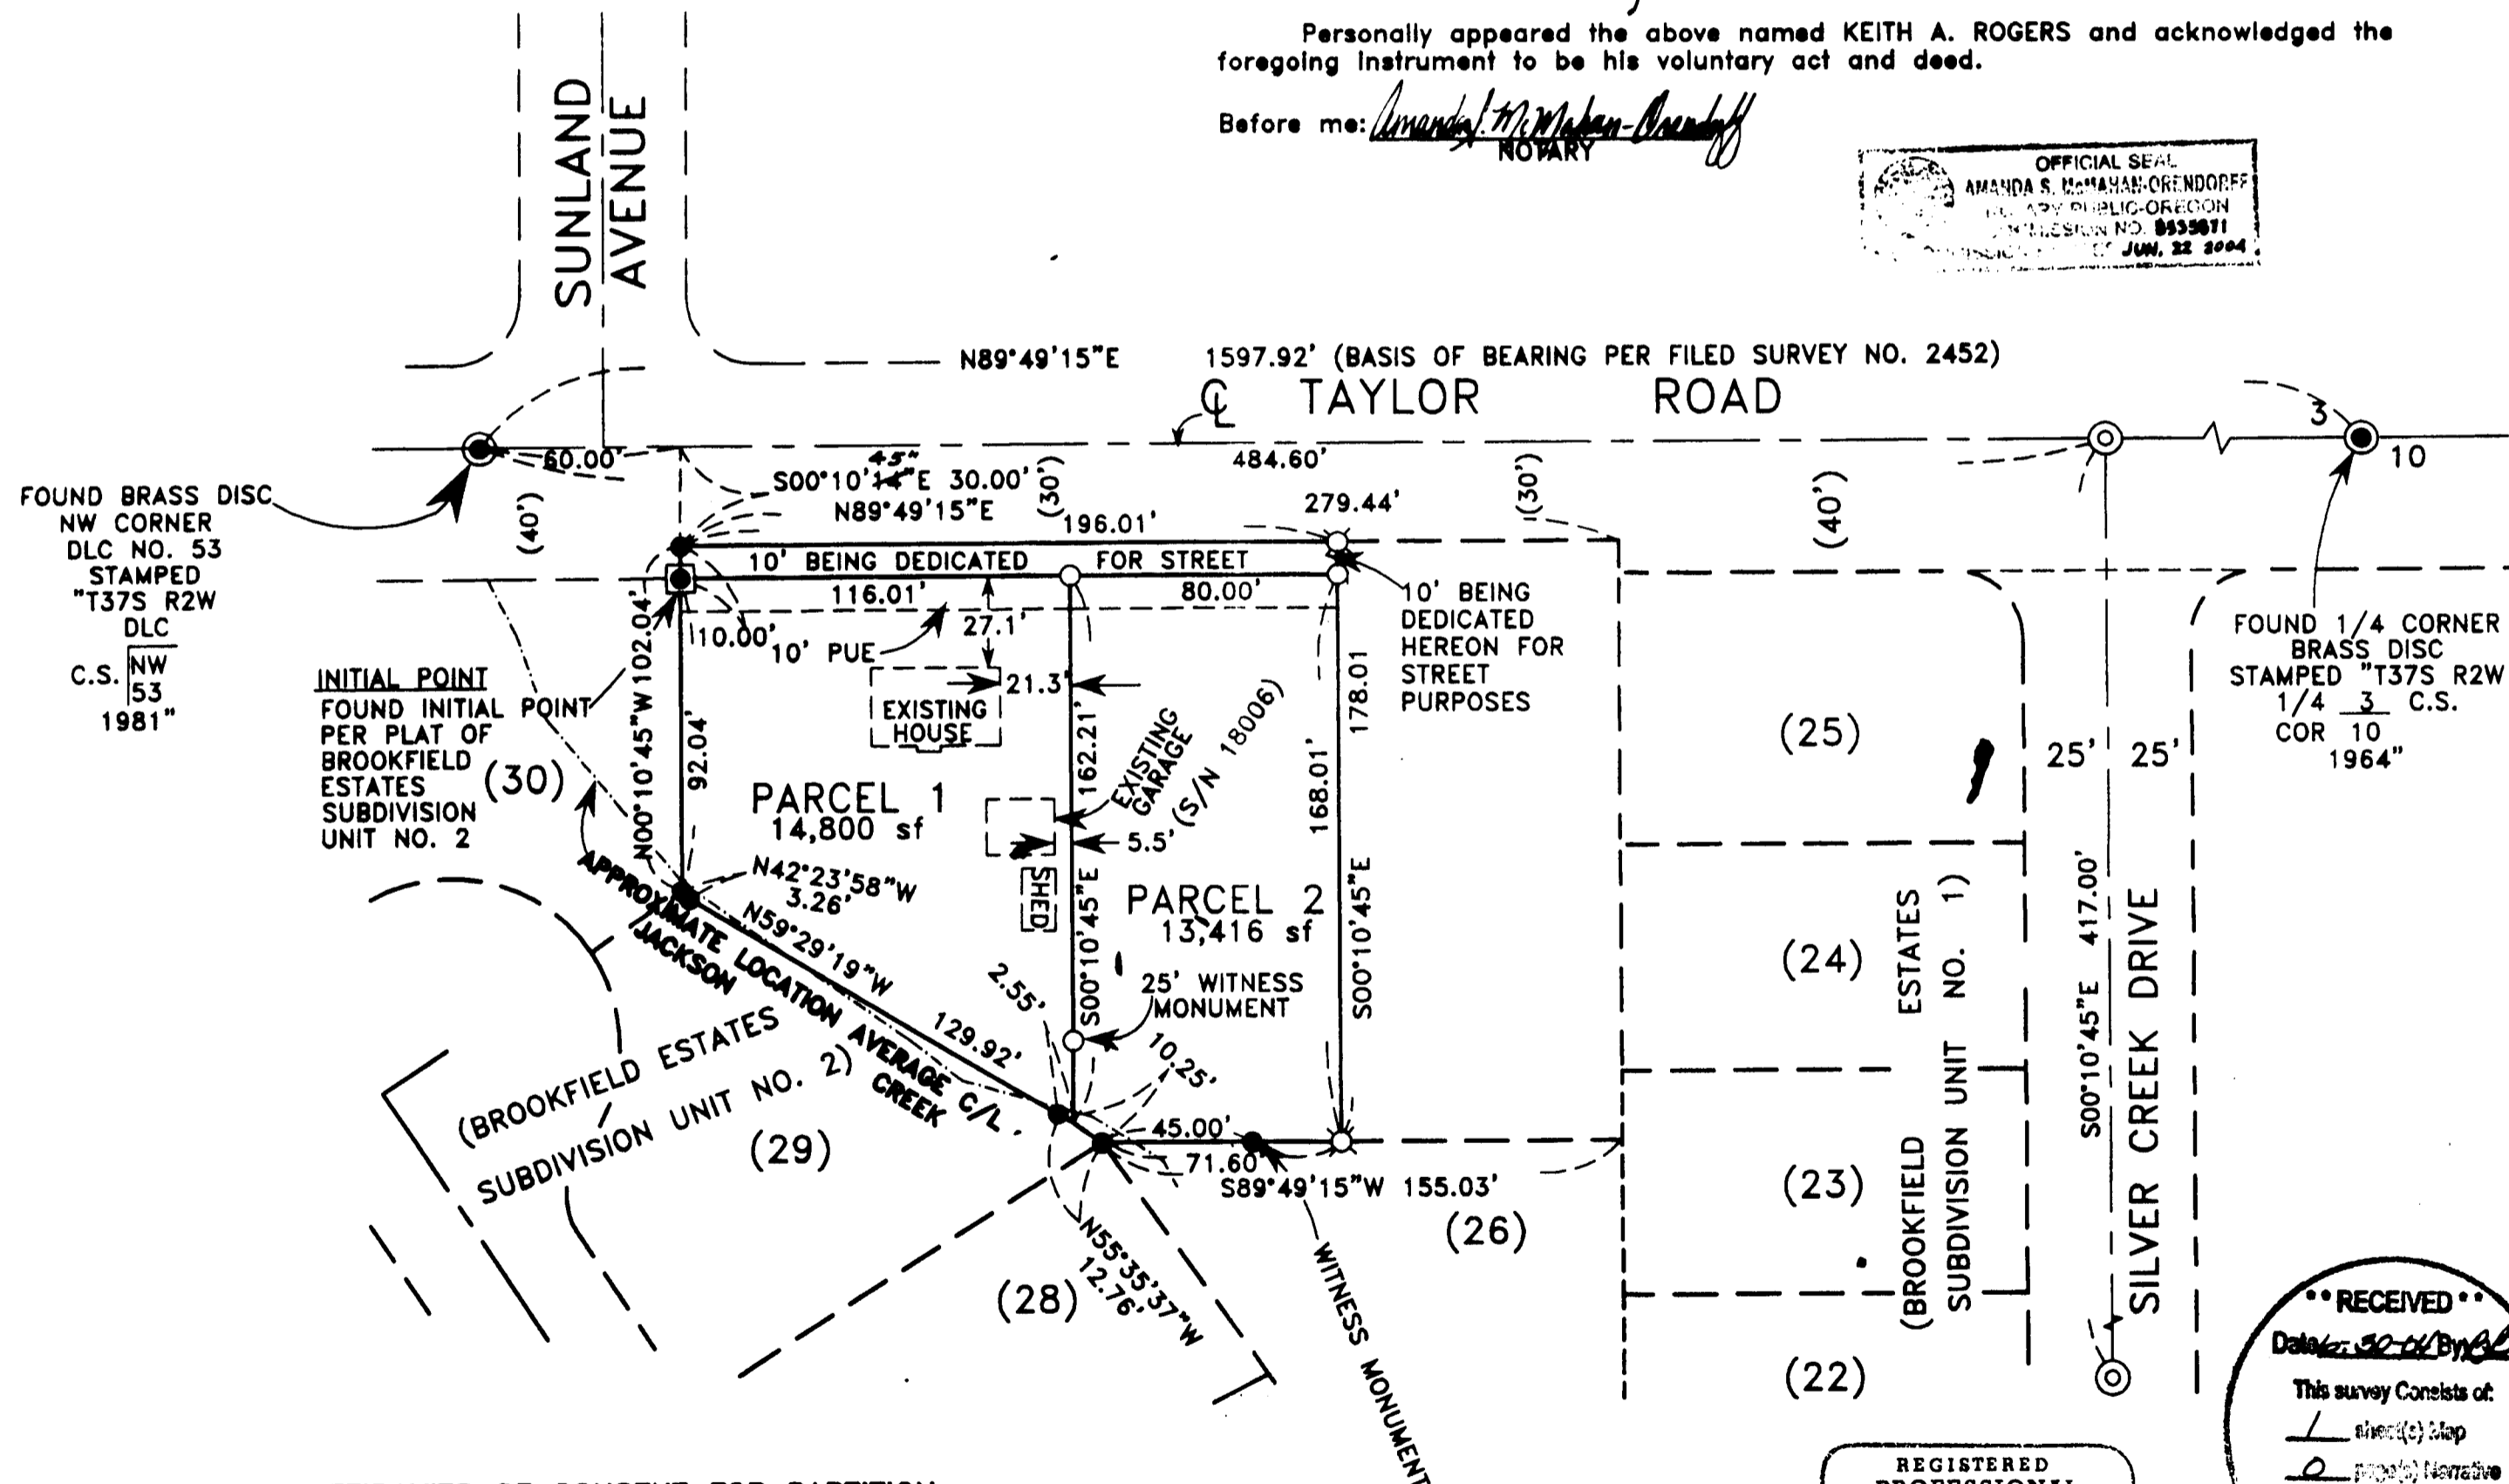 Personally appeared the above named KEITH A. ROGERS and acknowledged the
foregoing instrument to be his voluntary act and deed.
Before me:
NOTARY
OFFICIAL SEAL
AMANDA S. McMAHAN-ORENDORFF
NOTARY PUBLIC-OREGON
NO.
JUN. 22 2004
SUNLAND
AVENUE
N89°49'15"E 1597.92' (BASIS OF BEARING PER FILED SURVEY NO. 2452)
℄ TAYLOR ROAD
3
10
60.00'
45"
S00°10'14"E 30.00'
N89°49'15"E
196.01'
(30')
484.60'
279.44'
(30')
(40')
(40')
FOUND BRASS DISC
NW CORNER
DLC NO. 53
STAMPED
"T37S R2W
DLC
C.S. NW
53
1981"
10' BEING DEDICATED FOR STREET
116.01'
80.00'
10.00'
10' PUE
27.1'
21.3'
EXISTING
HOUSE
10' BEING
DEDICATED
HEREON FOR
STREET
PURPOSES
FOUND 1/4 CORNER
BRASS DISC
STAMPED "T37S R2W
1/4 3 C.S.
COR 10
1964"
INITIAL POINT
FOUND INITIAL POINT
PER PLAT OF
BROOKFIELD
ESTATES
SUBDIVISION
UNIT NO. 2
(30)
N00°10'45"W 102.04'
92.04'
PARCEL 1
14,800 sf
162.21'
S00°10'45"E
EXISTING
GARAGE
(S/N 18006)
5.5'
SHED
178.01
168.01'
S00°10'45"E
PARCEL 2
13,416 sf
25' WITNESS
MONUMENT
N42°23'58"W
3.26'
N59°29'19"W
129.92'
2.55'
10.25'
APPROXIMATE LOCATION AVERAGE C/L
JACKSON CREEK
(BROOKFIELD ESTATES
SUBDIVISION UNIT NO. 2)
(29)
45.00'
71.60'
S89°49'15"W 155.03'
N55°35'37"W
12.76'
WITNESS MONUMENT
(28)
(26)
(25)
(24)
(23)
(22)
(BROOKFIELD ESTATES
SUBDIVISION UNIT NO. 1)
25' 25'
S00°10'45"E 417.00'
SILVER CREEK DRIVE
**RECEIVED**
Date By
This survey Consists of:
1 sheet(s) Map
0 page(s) Narrative
REGISTERED
PROFESSIONAL